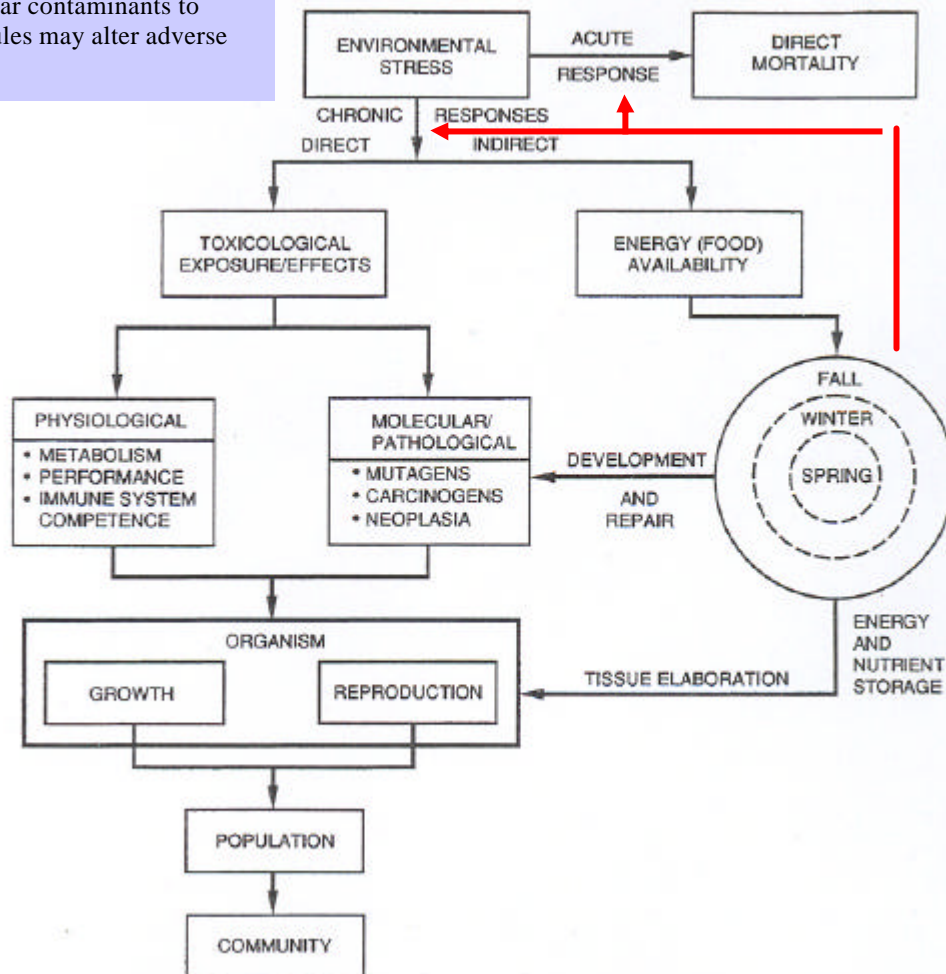 ar contaminants to
ules may alter adverse
ENVIRONMENTAL
STRESS
ACUTE
RESPONSE
DIRECT
MORTALITY
CHRONIC RESPONSES
DIRECT INDIRECT
TOXICOLOGICAL
EXPOSURE/EFFECTS
ENERGY (FOOD)
AVAILABILITY
PHYSIOLOGICAL
• METABOLISM
• PERFORMANCE
• IMMUNE SYSTEM
COMPETENCE
MOLECULAR/
PATHOLOGICAL
• MUTAGENS
• CARCINOGENS
• NEOPLASIA
DEVELOPMENT
AND
REPAIR
FALL
WINTER
SPRING
ENERGY
AND
NUTRIENT
STORAGE
TISSUE ELABORATION
ORGANISM
GROWTH
REPRODUCTION
POPULATION
COMMUNITY